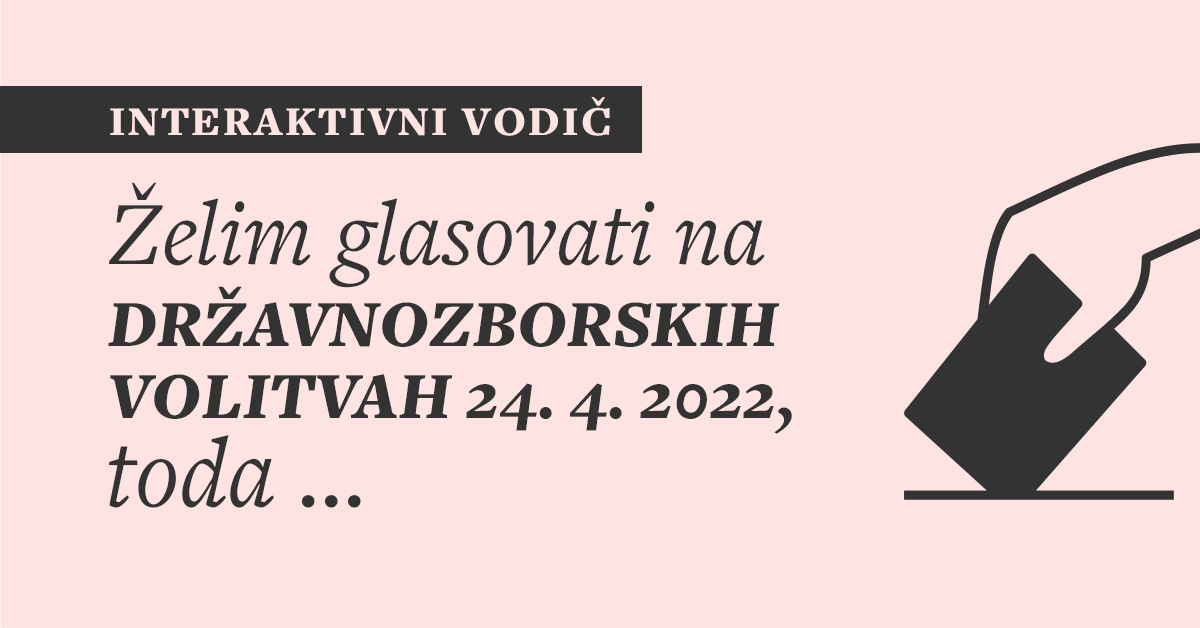 INTERAKTIVNI VODIČ
Želim glasovati na
DRŽAVNOZBORSKIH
VOLITVAH 24. 4. 2022,
toda ...